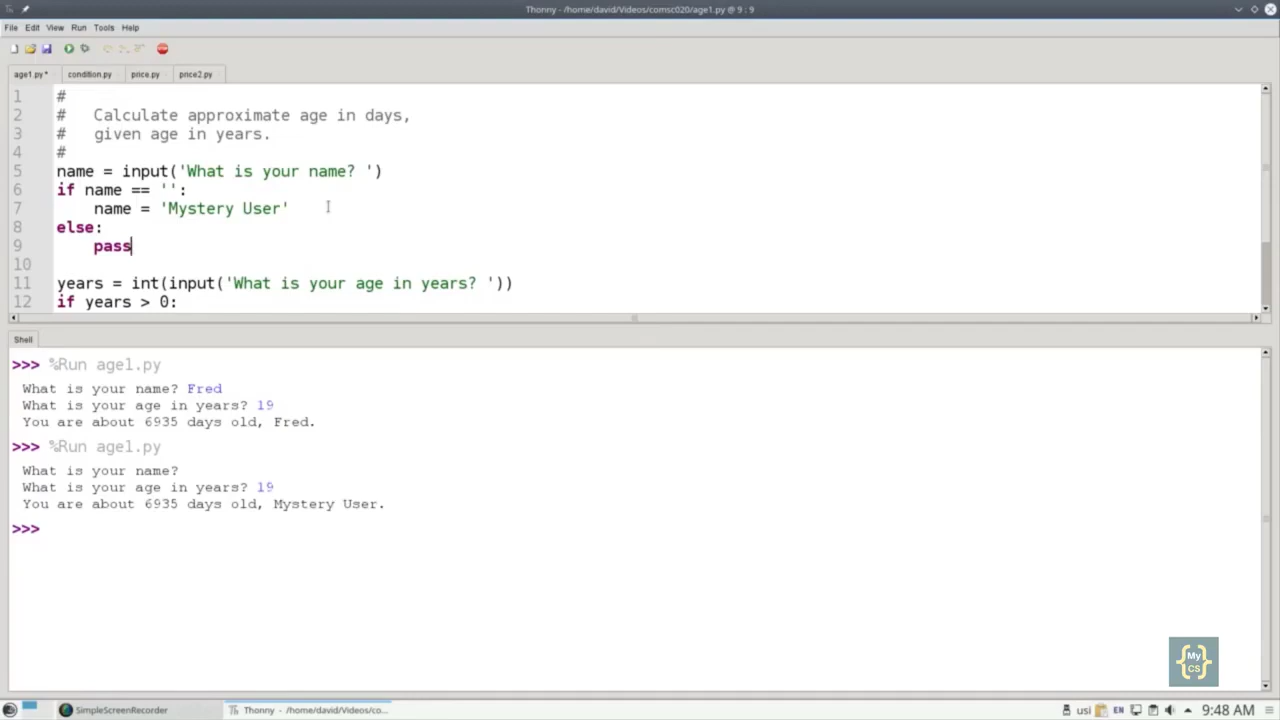 Thonny - /home/david/Videos/comsc020/age1.py @ 9 : 9
File Edit View Run Tools Help
age1.py * condition.py price.py price2.py
1 #
2 #   Calculate approximate age in days,
3 #   given age in years.
4 #
5 name = input('What is your name? ')
6 if name == '':
7     name = 'Mystery User'
8 else:
9     pass
10
11 years = int(input('What is your age in years? '))
12 if years > 0:
Shell
>>> %Run age1.py
What is your name? Fred
What is your age in years? 19
You are about 6935 days old, Fred.
>>> %Run age1.py
What is your name?
What is your age in years? 19
You are about 6935 days old, Mystery User.
>>>
{My CS}
SimpleScreenRecorder Th Thonny - /home/david/Videos/co... usi EN 9:48 AM